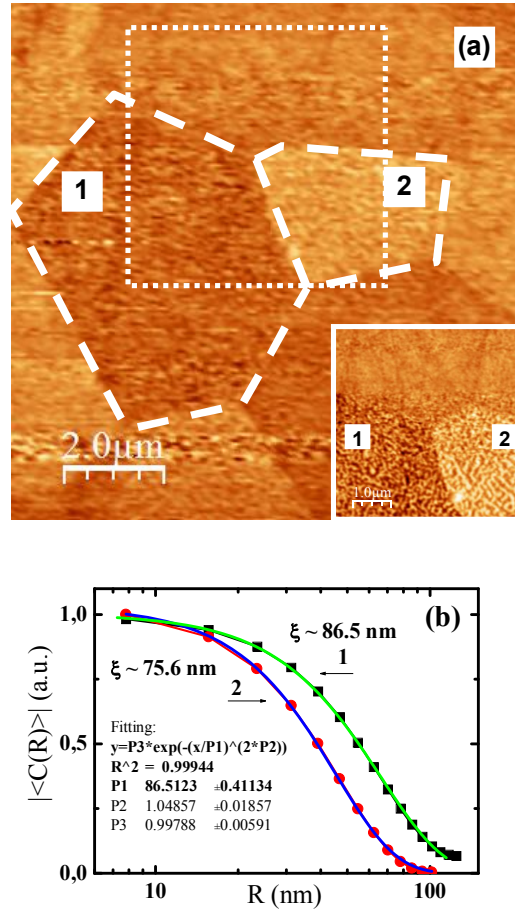 (a)
1
2
2.0µm
1
2
1.0µm
(b)
ξ ~ 86.5 nm
1
ξ ~ 75.6 nm
2
Fitting:
y=P3*exp(-(x/P1)^(2*P2))
R^2 = 0.99944
P1 86.5123 ±0.41134
P2 1.04857 ±0.01857
P3 0.99788 ±0.00591
1,0
0,5
0,0
|<C(R)>| (a.u.)
10 100
R (nm)